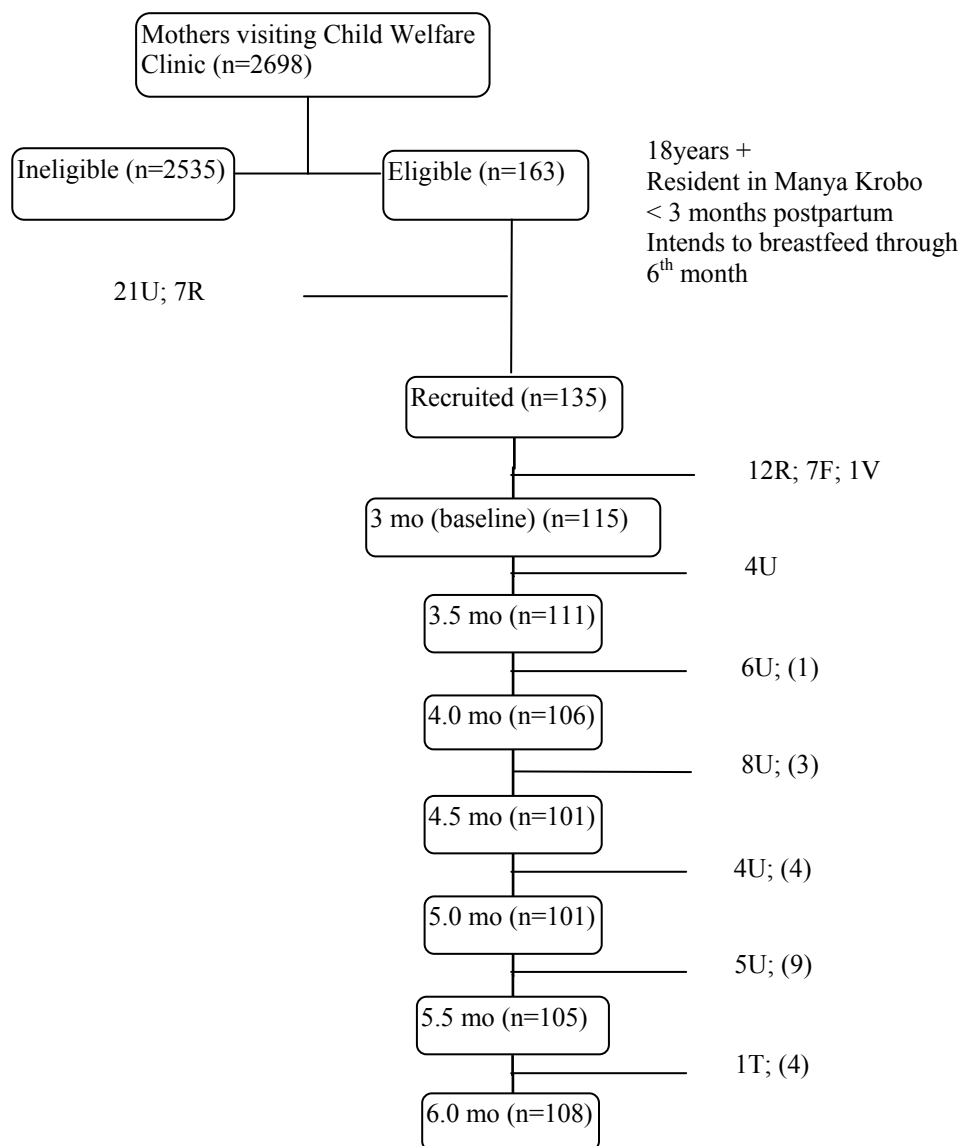 Mothers visiting Child Welfare
Clinic (n=2698)
Ineligible (n=2535)
Eligible (n=163)
18years +
Resident in Manya Krobo
< 3 months postpartum
Intends to breastfeed through
6th month
21U; 7R
Recruited (n=135)
12R; 7F; 1V
3 mo (baseline) (n=115)
4U
3.5 mo (n=111)
6U; (1)
4.0 mo (n=106)
8U; (3)
4.5 mo (n=101)
4U; (4)
5.0 mo (n=101)
5U; (9)
5.5 mo (n=105)
1T; (4)
6.0 mo (n=108)